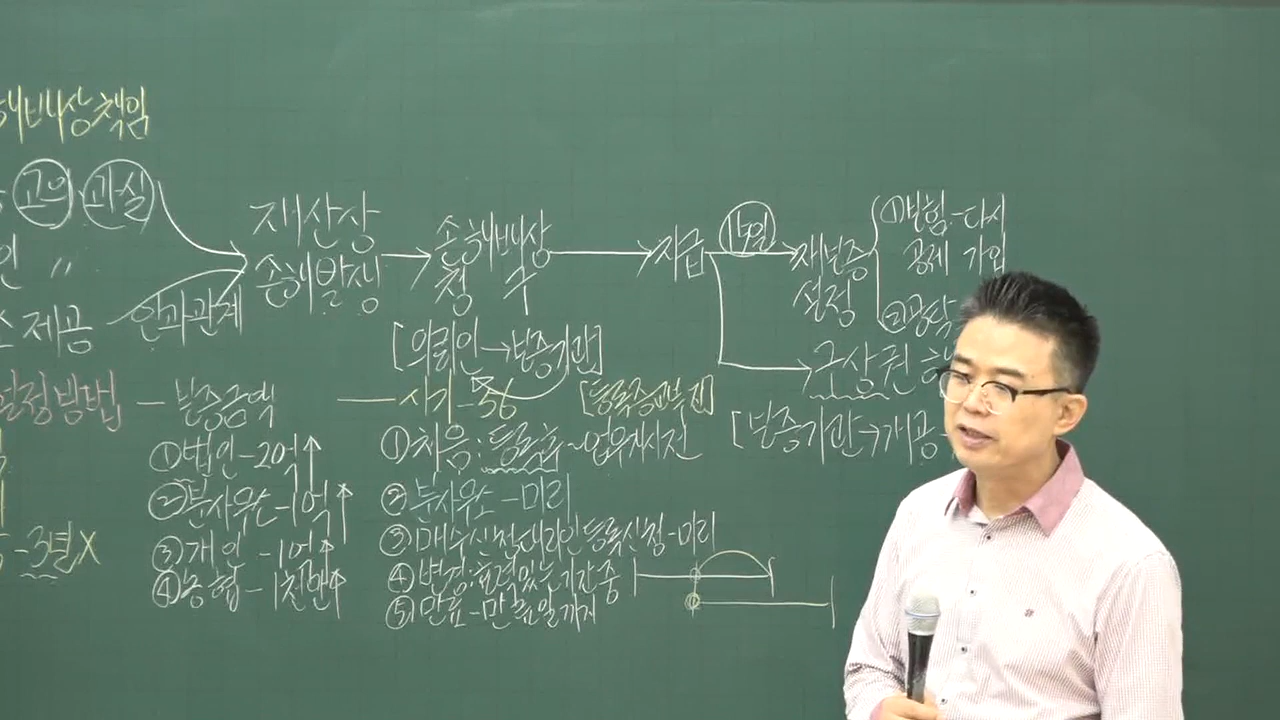 해배상책임
고의 과실
인 〃
제공
인과관계
재산상
손해발생
손해배상
청 수
[의뢰인→보증기관]
지급
15일
재보증
설정
①보험-다시
공제 가입
②공탁
구상권
[보증기관→개공
설정방법 - 보증금액
①법인-20억↑
②분사무소-1억↑
③개인-1억↑
④농협-1천만↑
-3년X
시기-56
[등록증교부전]
①처음:등록후~업무개시전
②분사무소-미리
③매수신청대리인등록신청-미리
④변경:효력있는기간중
⑤만료-만료일까지